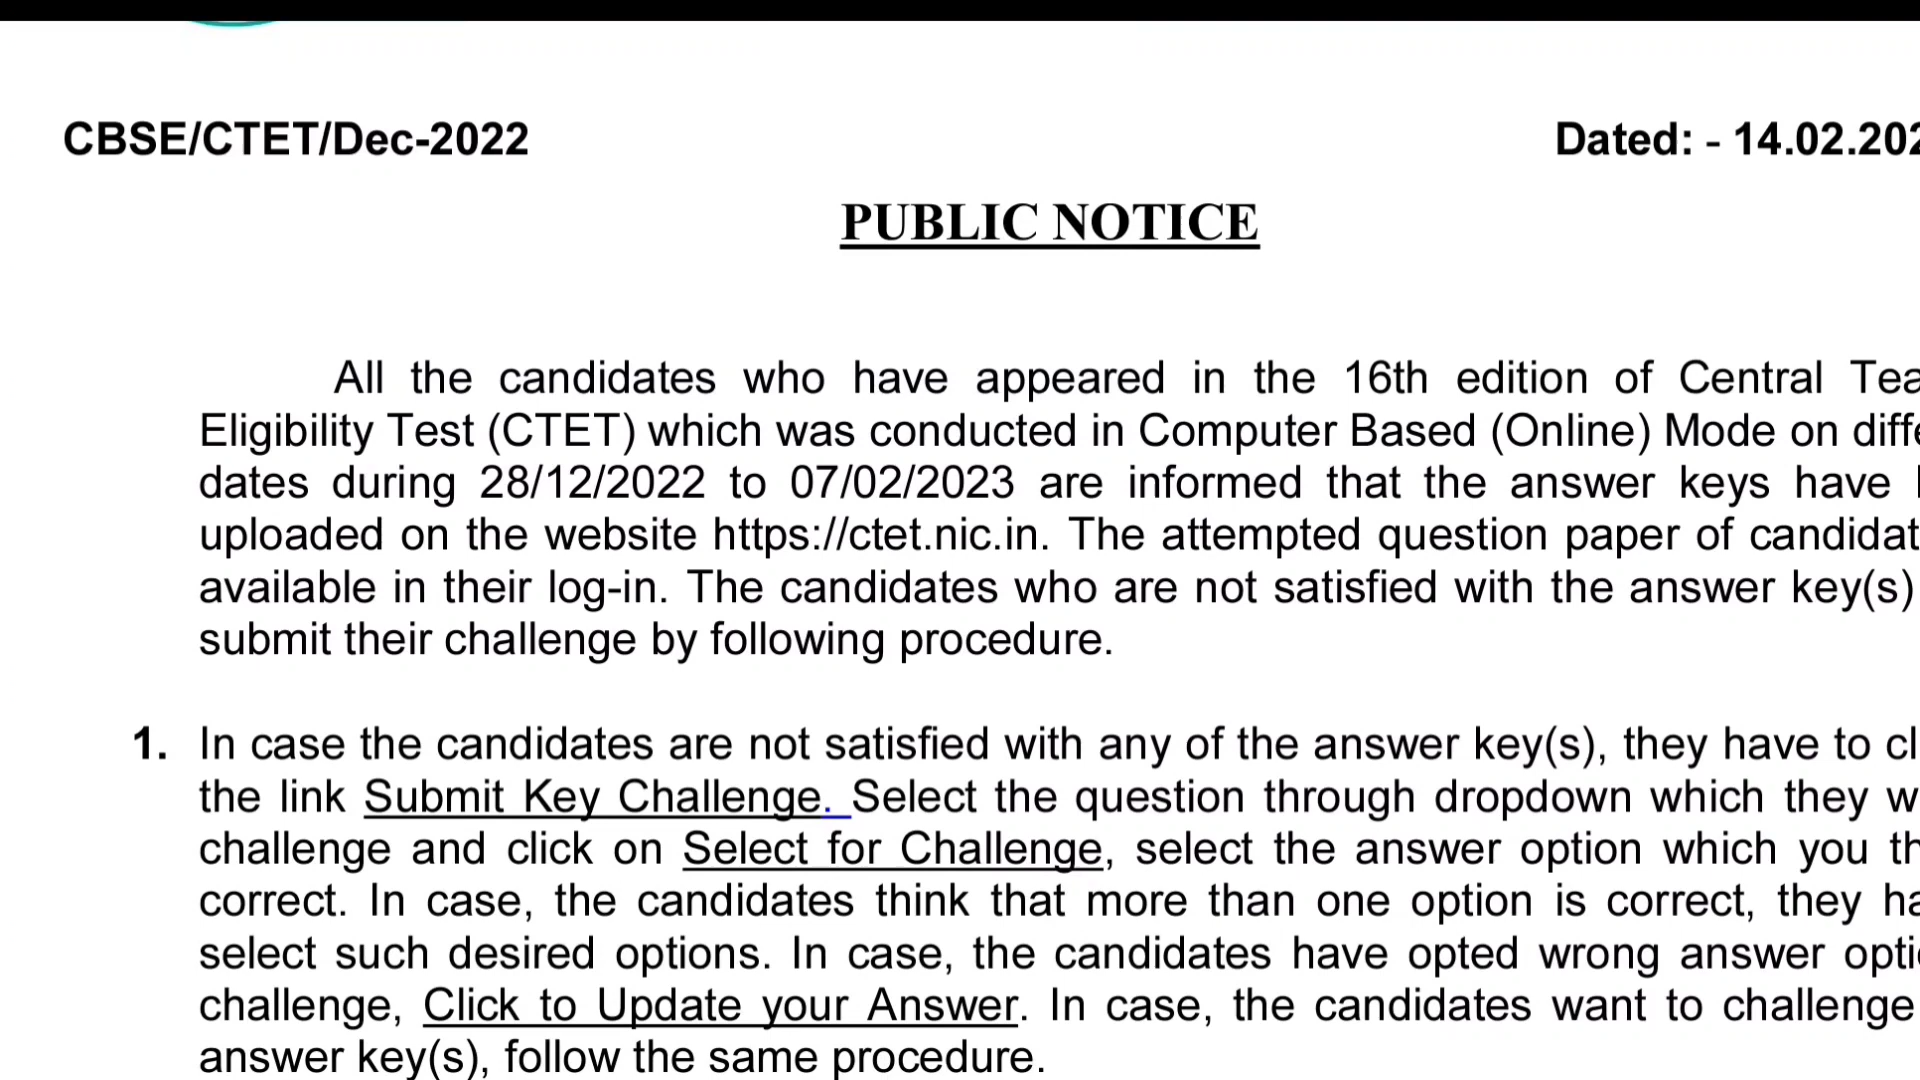 CBSE/CTET/Dec-2022 Dated: - 14.02.202
PUBLIC NOTICE
All the candidates who have appeared in the 16th edition of Central Tea
Eligibility Test (CTET) which was conducted in Computer Based (Online) Mode on diffe
dates during 28/12/2022 to 07/02/2023 are informed that the answer keys have
uploaded on the website https://ctet.nic.in. The attempted question paper of candidat
available in their log-in. The candidates who are not satisfied with the answer key(s)
submit their challenge by following procedure.
1. In case the candidates are not satisfied with any of the answer key(s), they have to cl
the link Submit Key Challenge. Select the question through dropdown which they w
challenge and click on Select for Challenge, select the answer option which you th
correct. In case, the candidates think that more than one option is correct, they ha
select such desired options. In case, the candidates have opted wrong answer opti
challenge, Click to Update your Answer. In case, the candidates want to challenge
answer key(s), follow the same procedure.